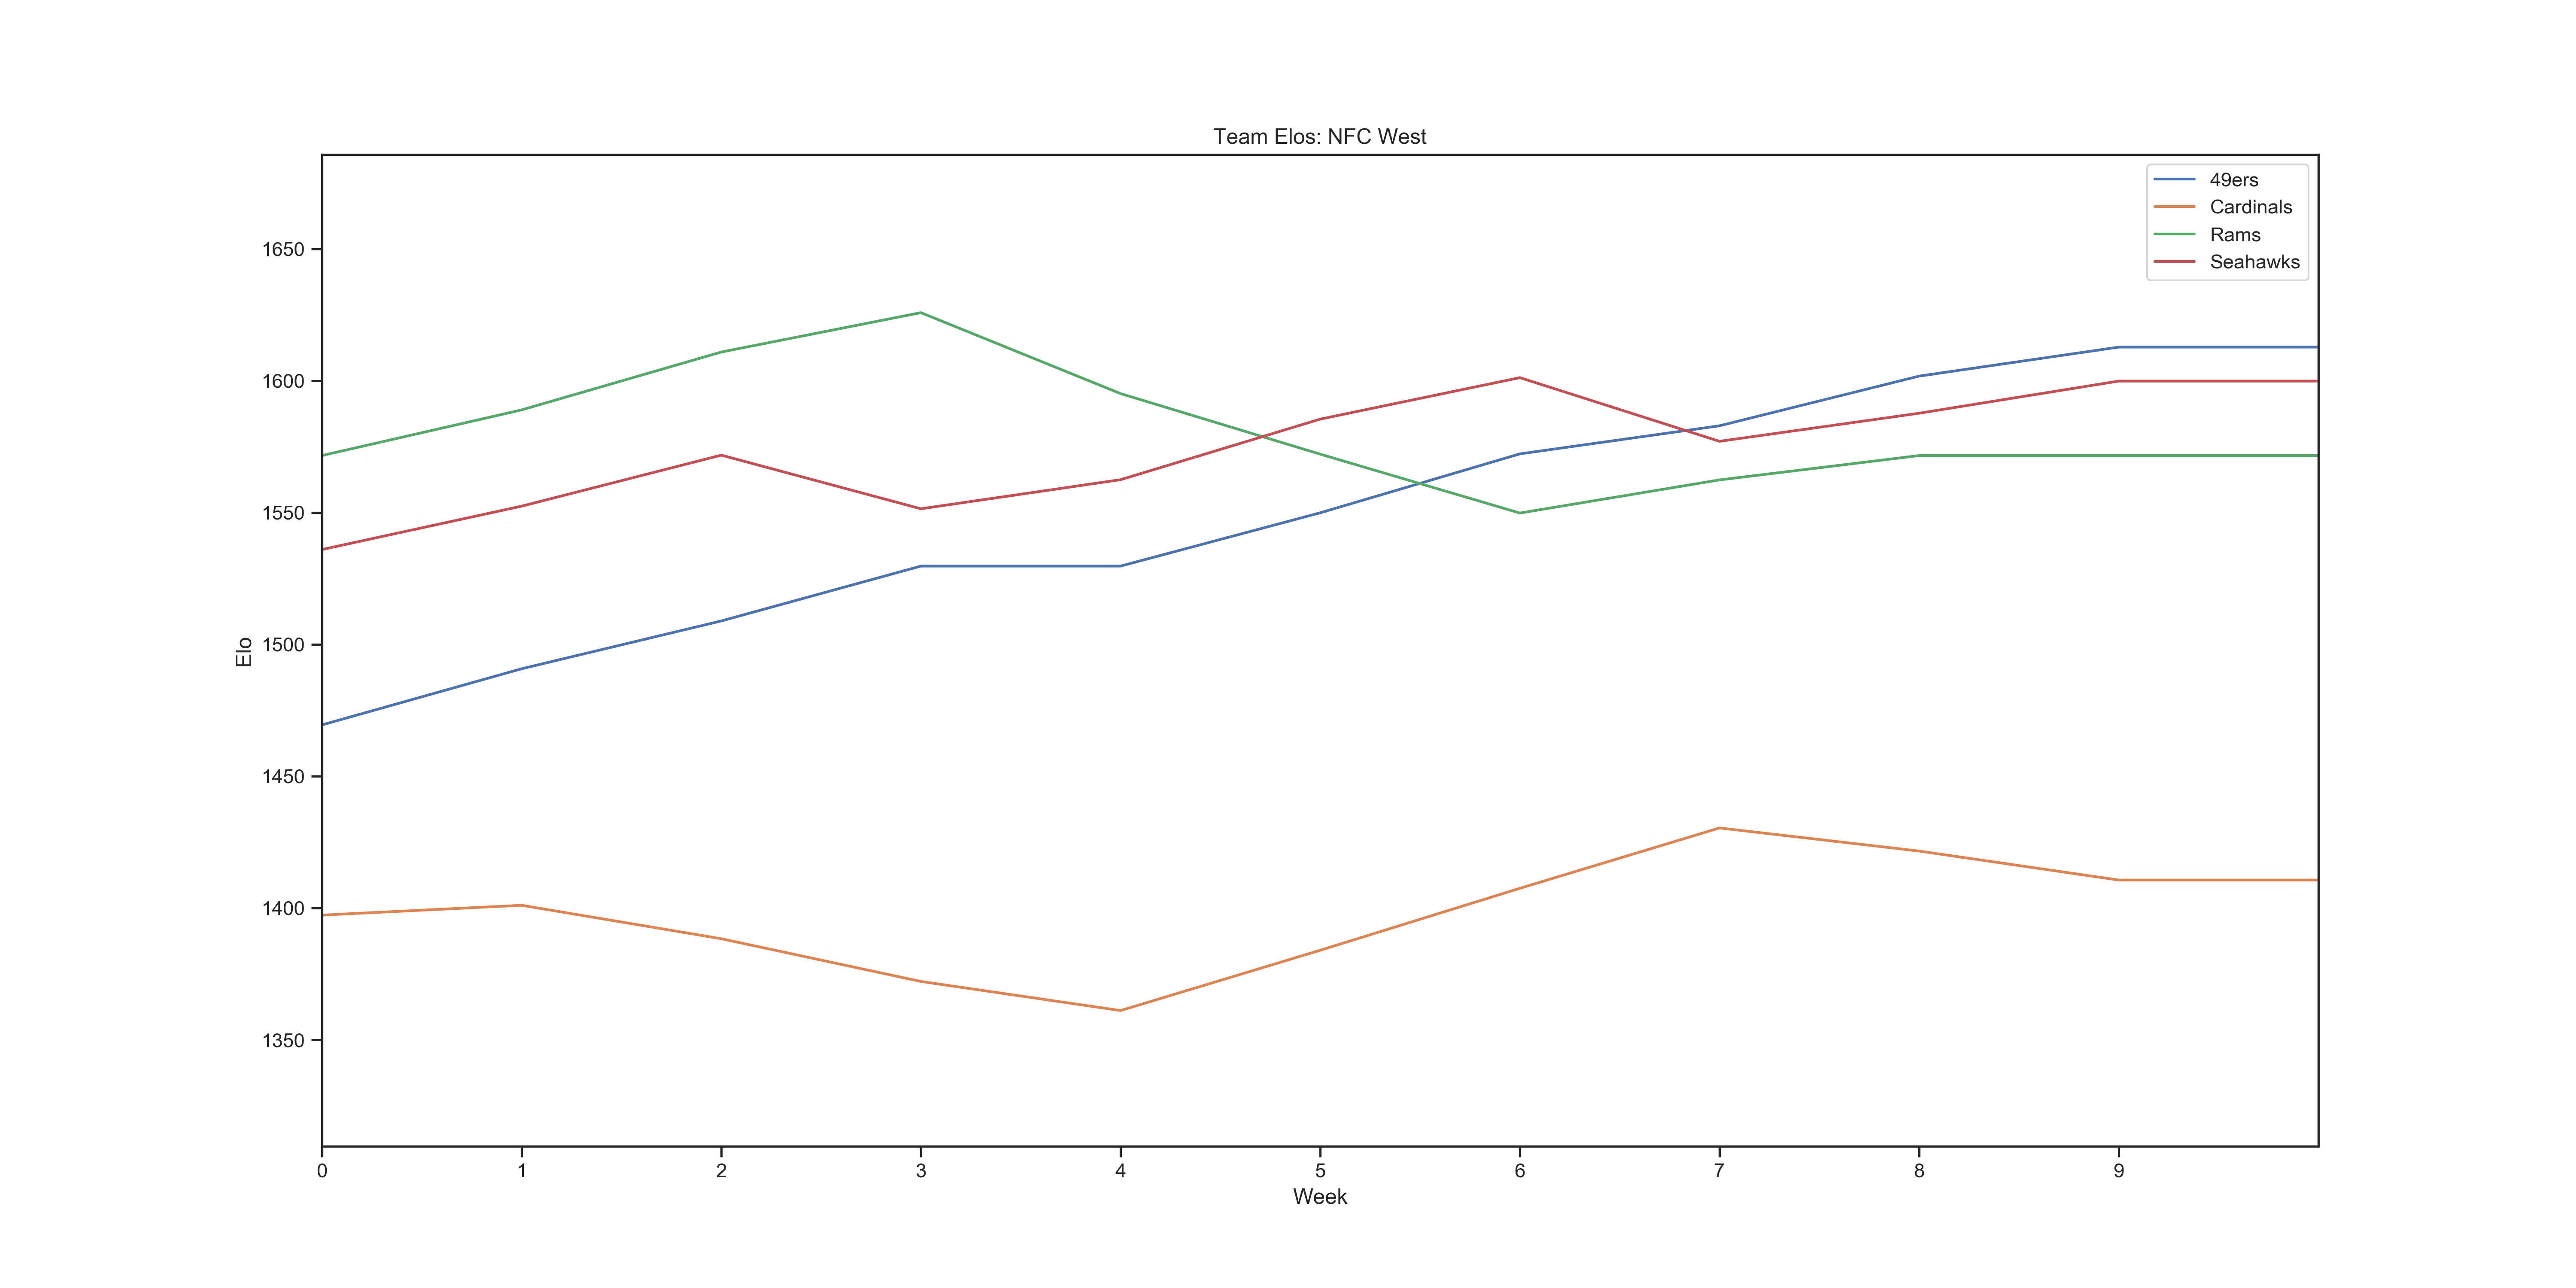 Team Elos: NFC West
49ers
Cardinals
Rams
Seahawks
1650
1600
1550
1500
1450
1400
1350
Elo
0 1 2 3 4 5 6 7 8 9
Week